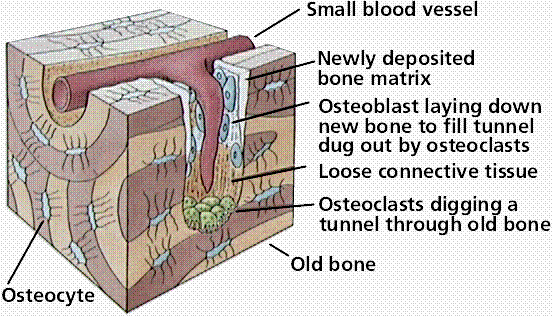 Small blood vessel
Newly deposited
bone matrix
Osteoblast laying down
new bone to fill tunnel
dug out by osteoclasts
Loose connective tissue
Osteoclasts digging a
tunnel through old bone
Old bone
Osteocyte